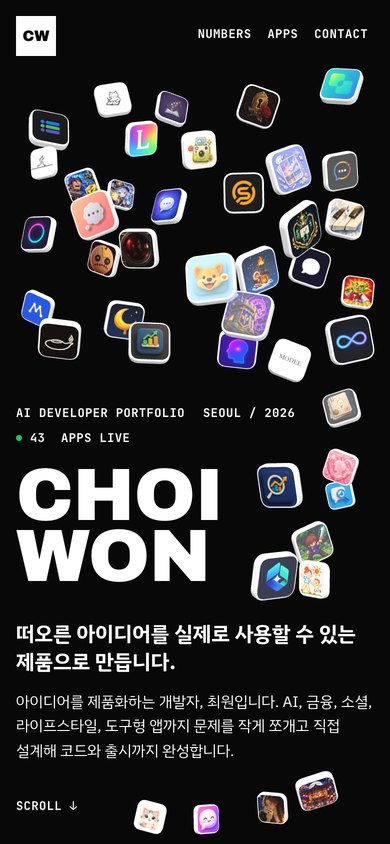 CW
NUMBERS APPS CONTACT
L
S
M
MODEE
AI DEVELOPER PORTFOLIO SEOUL / 2026
43 APPS LIVE
CHOI
WON
떠오른 아이디어를 실제로 사용할 수 있는
제품으로 만듭니다.
아이디어를 제품화하는 개발자, 최원입니다. AI, 금융, 소셜,
라이프스타일, 도구형 앱까지 문제를 작게 쪼개고 직접
설계해 코드와 출시까지 완성합니다.
SCROLL ↓